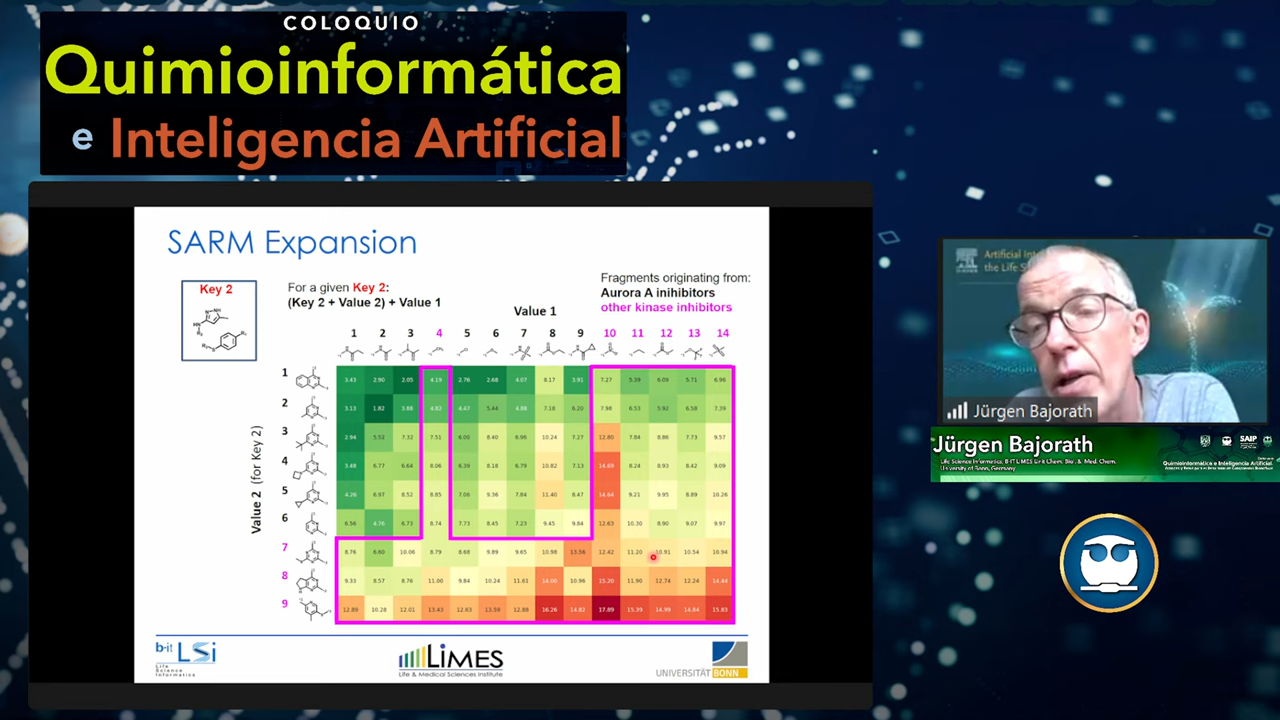 COLOQUIO
Quimioinformática
e Inteligencia Artificial
SARM Expansion
Key 2
For a given Key 2:
(Key 2 + Value 2) + Value 1
Fragments originating from:
Aurora A inihibitors
other kinase inhibitors
Value 1
1 2 3 4 5 6 7 8 9 10 11 12 13 14
Value 2 (for Key 2)
1 3.43 2.90 2.05 4.19 2.76 2.68 4.07 8.17 3.91 7.27 5.39 6.09 5.71 6.96
2 3.13 1.82 3.88 4.82 4.47 5.44 4.88 7.18 6.20 7.98 6.53 5.92 6.58 7.39
3 2.94 5.52 7.32 7.51 6.00 8.40 6.96 10.24 7.27 12.80 7.84 8.86 7.73 9.57
4 3.48 6.77 6.64 8.06 6.39 8.18 6.79 10.82 7.13 14.69 8.24 8.93 8.42 9.09
5 4.26 6.97 8.52 8.85 7.06 9.36 7.84 11.40 8.47 14.64 9.21 9.95 8.89 10.26
6 6.56 4.76 6.73 8.74 7.73 8.45 7.23 9.45 9.84 12.63 10.30 8.90 9.07 9.97
7 8.76 6.60 10.06 8.79 8.68 9.89 9.65 10.98 13.56 12.42 11.20 10.91 10.54 10.94
8 9.33 8.57 8.76 11.00 9.84 10.24 11.61 14.00 10.96 15.20 11.90 12.74 12.24 14.44
9 12.89 10.28 12.01 13.43 12.63 13.59 12.88 16.26 14.82 17.89 15.39 14.99 14.84 15.83
b-it LSi
Life
Science
Informatics
LiMES
Life & Medical Sciences Institute
UNIVERSITÄT BONN
Artificial
the Life
Jürgen Bajorath
Jürgen Bajorath
SAIP
University of Bonn, Germany
Quimioinformática e Inteligencia Artificial